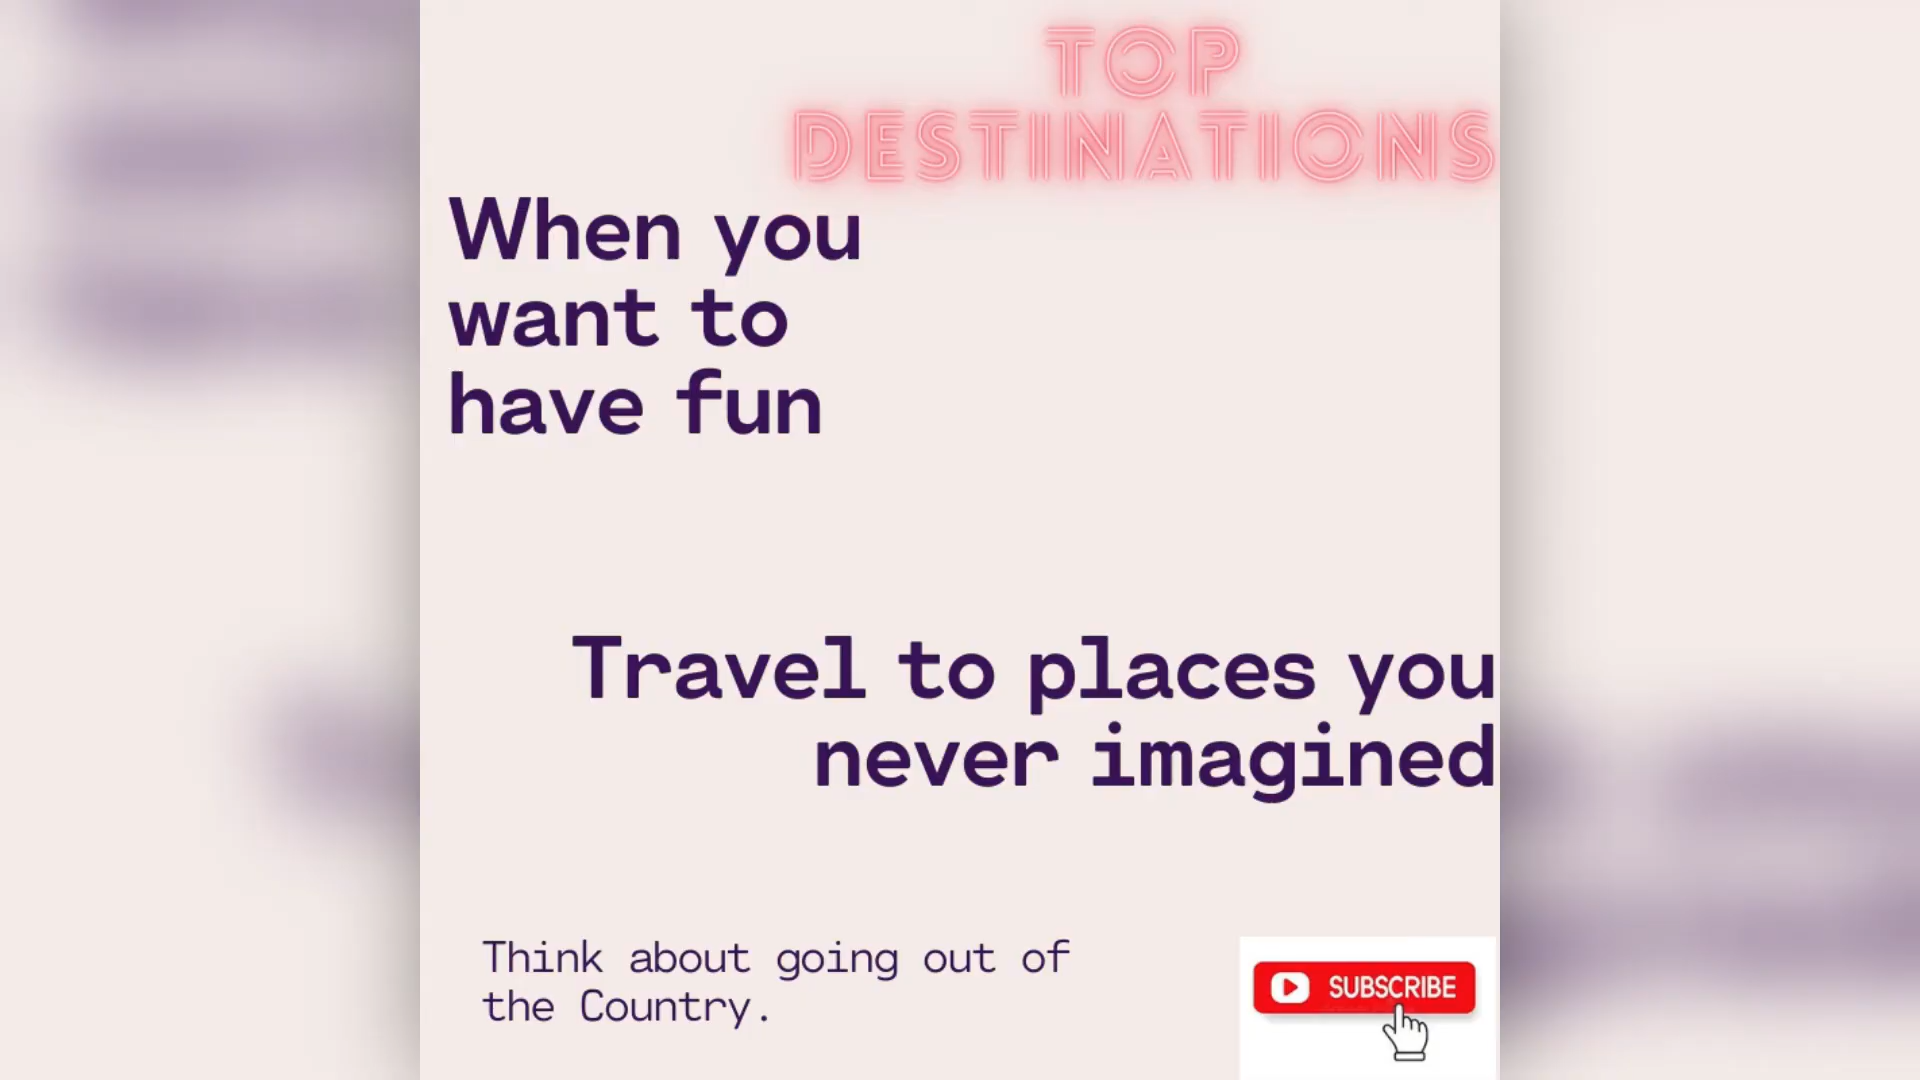 TOP
DESTINATIONS
When you
want to
have fun
Travel to places you
never imagined
Think about going out of
the Country.
SUBSCRIBE